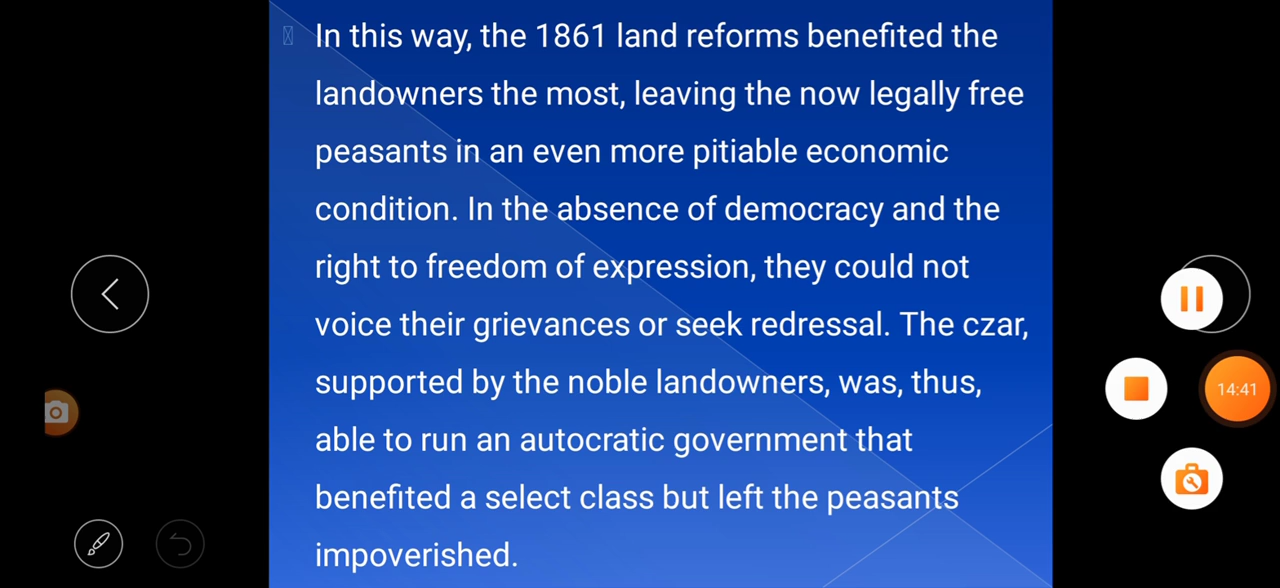 In this way, the 1861 land reforms benefited the
landowners the most, leaving the now legally free
peasants in an even more pitiable economic
condition. In the absence of democracy and the
right to freedom of expression, they could not
voice their grievances or seek redressal. The czar,
supported by the noble landowners, was, thus,
able to run an autocratic government that
benefited a select class but left the peasants
impoverished.
14:41